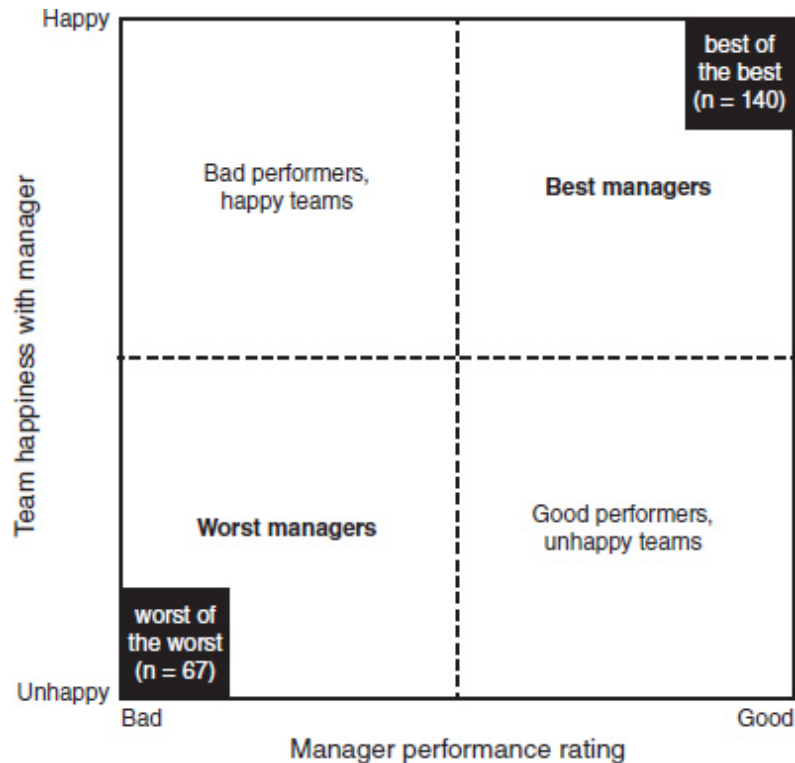 Happy
best of
the best
(n = 140)
Bad performers,
happy teams
Best managers
Team happiness with manager
Worst managers
Good performers,
unhappy teams
worst of
the worst
(n = 67)
Unhappy
Bad
Good
Manager performance rating